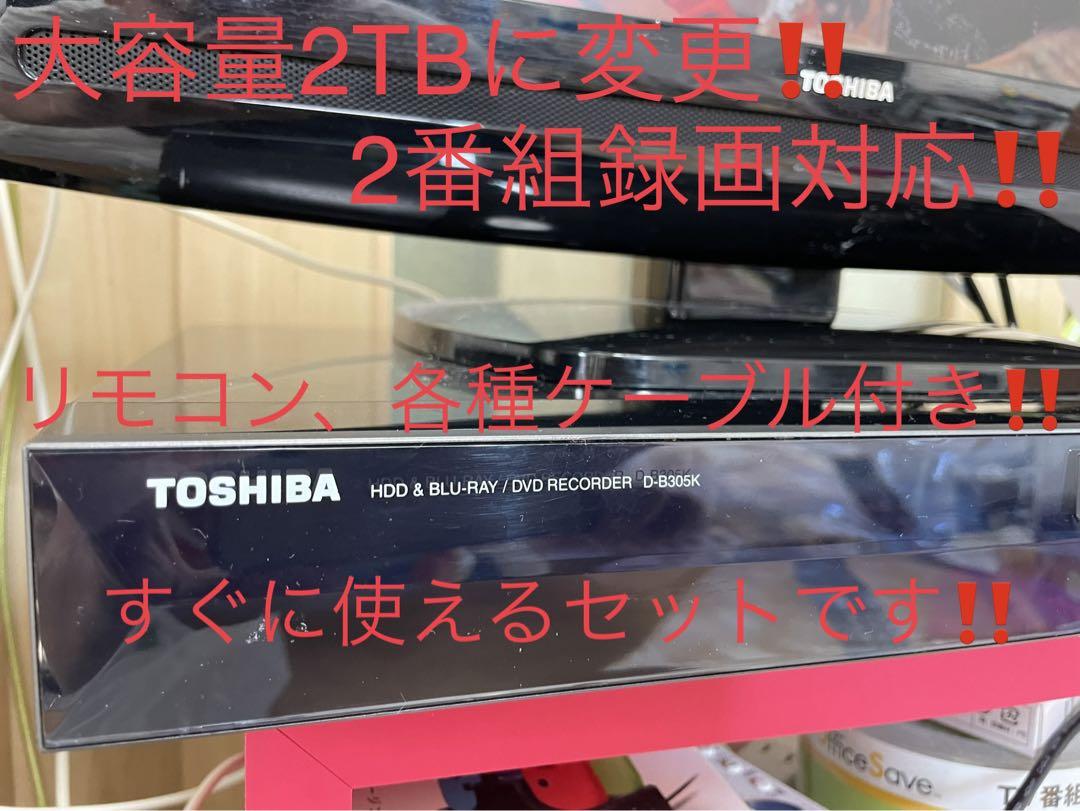 大容量2TBに変更‼️
TOSHIBA
2番組録画対応‼️
リモコン、各種ケーブル付き‼️
TOSHIBA HDD & BLU-RAY / DVD RECORDER D-B305K
すぐに使えるセットです‼️
OfficeSave
番組